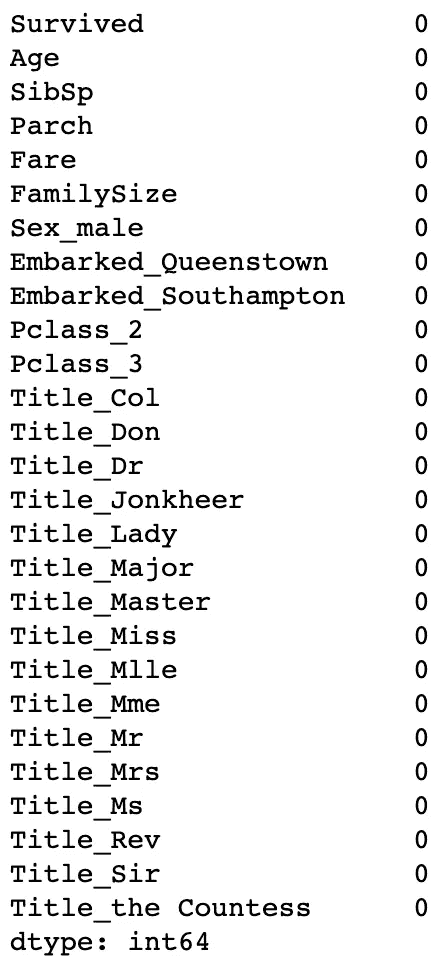 Survived 0
Age 0
SibSp 0
Parch 0
Fare 0
FamilySize 0
Sex_male 0
Embarked_Queenstown 0
Embarked_Southampton 0
Pclass_2 0
Pclass_3 0
Title_Col 0
Title_Don 0
Title_Dr 0
Title_Jonkheer 0
Title_Lady 0
Title_Major 0
Title_Master 0
Title_Miss 0
Title_Mlle 0
Title_Mme 0
Title_Mr 0
Title_Mrs 0
Title_Ms 0
Title_Rev 0
Title_Sir 0
Title_the Countess 0
dtype: int64